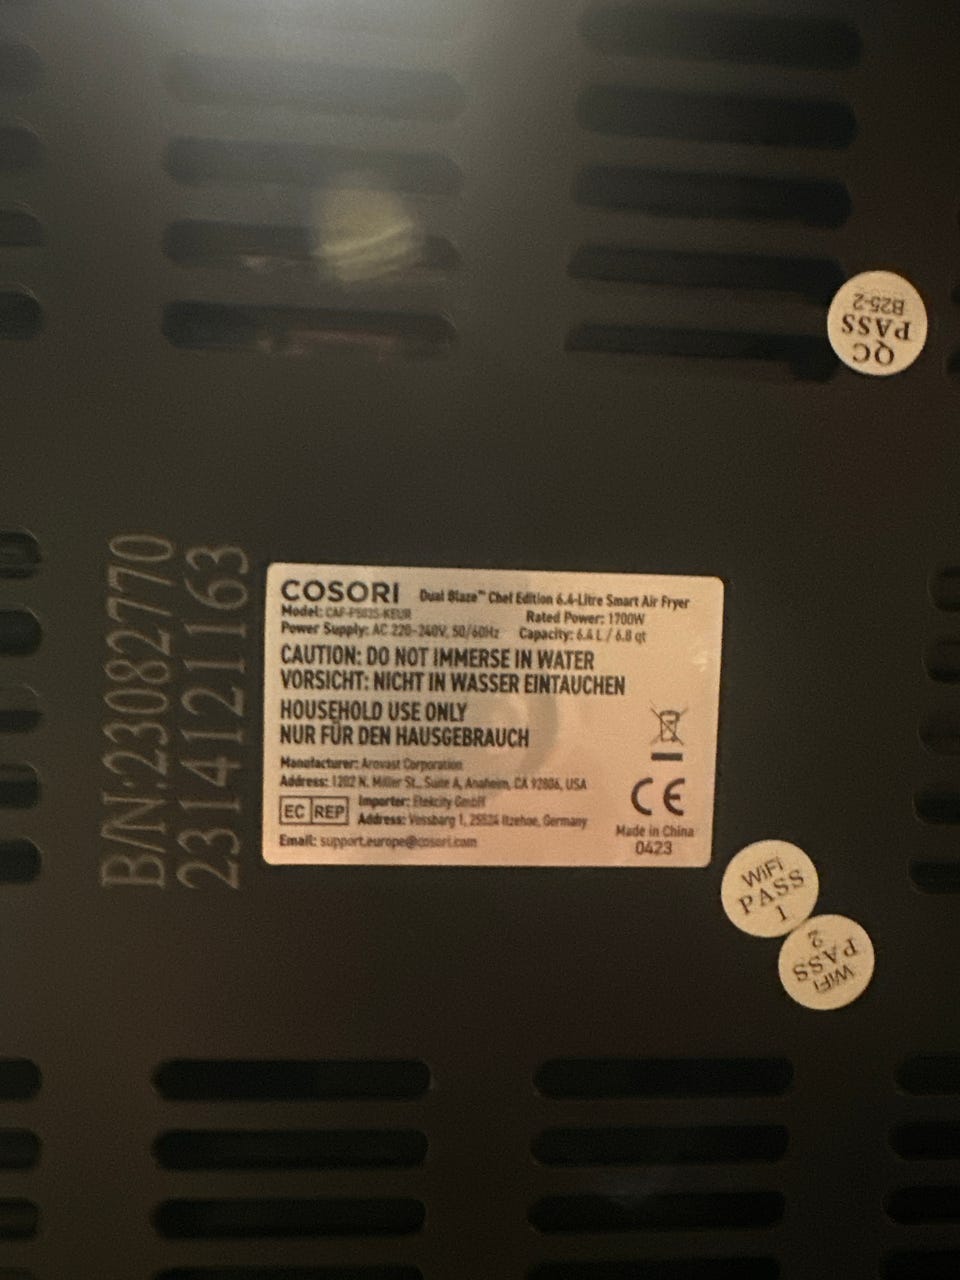 QC
PASS
B25-2
B/N:23082770
2314121163
COSORI Dual Blaze™ Chef Edition 6.4-Litre Smart Air Fryer
Model: CAF-P583S-KEUR Rated Power: 1700W
Power Supply: AC 220-240V, 50/60Hz Capacity: 6.4 L / 6.8 qt
CAUTION: DO NOT IMMERSE IN WATER
VORSICHT: NICHT IN WASSER EINTAUCHEN
HOUSEHOLD USE ONLY
NUR FÜR DEN HAUSGEBRAUCH
Manufacturer: Arovast Corporation
Address: 1202 N. Miller St., Suite A, Anaheim, CA 92806, USA
EC REP
Importer: Etekcity GmbH
Address: Vossbarg 1, 25524 Itzehoe, Germany
Email: support.europe@cosori.com
CE
Made in China
0423
WiFi
PASS
1
WiFi
PASS
2